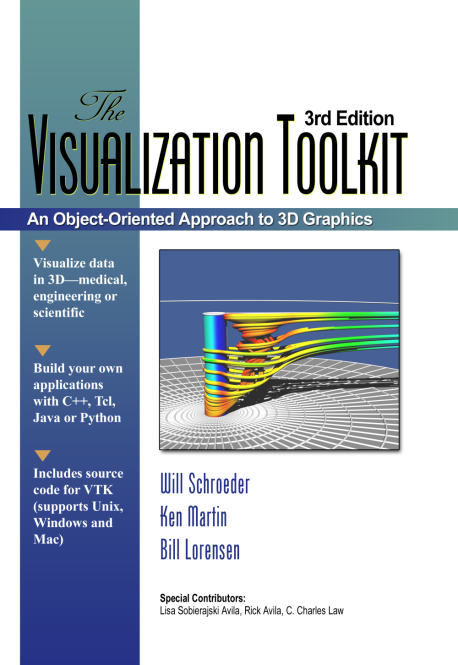 The
3rd Edition
VISUALIZATION TOOLKIT
An Object-Oriented Approach to 3D Graphics
Visualize data
in 3D—medical,
engineering or
scientific
Build your own
applications
with C++, Tcl,
Java or Python
Includes source
code for VTK
(supports Unix,
Windows and
Mac)
Will Schroeder
Ken Martin
Bill Lorensen
Special Contributors:
Lisa Sobierajski Avila, Rick Avila, C. Charles Law